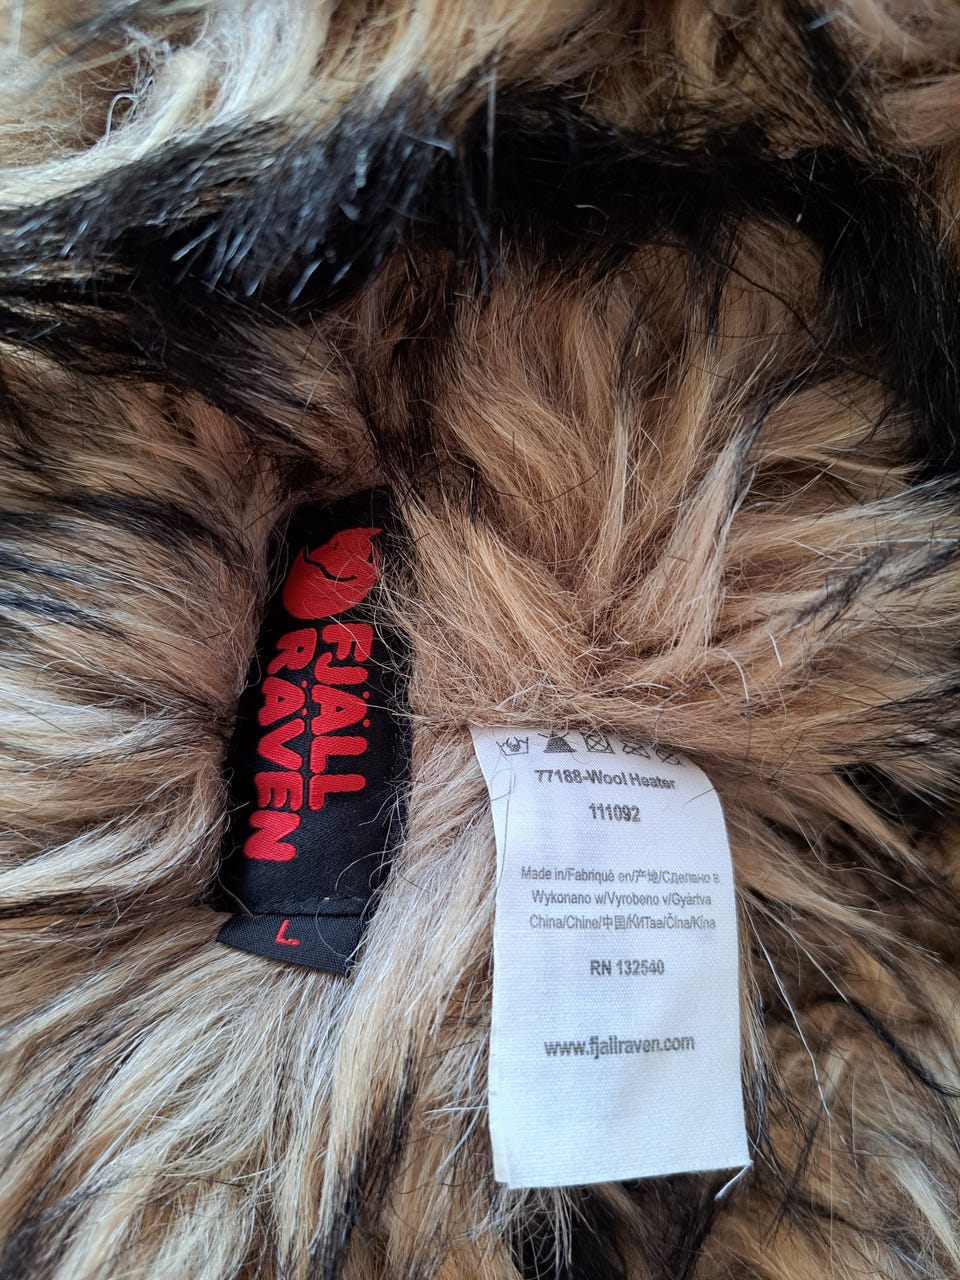 FJÄLL
RÄVEN
L
77188-Wool Heater
111092
Made in/Fabriqué en/产地/Сделано в
Wykonano w/Vyrobeno v/Gyártva
China/Chine/中国/КИТаа/Čína/Kína
RN 132540
www.fjallraven.com